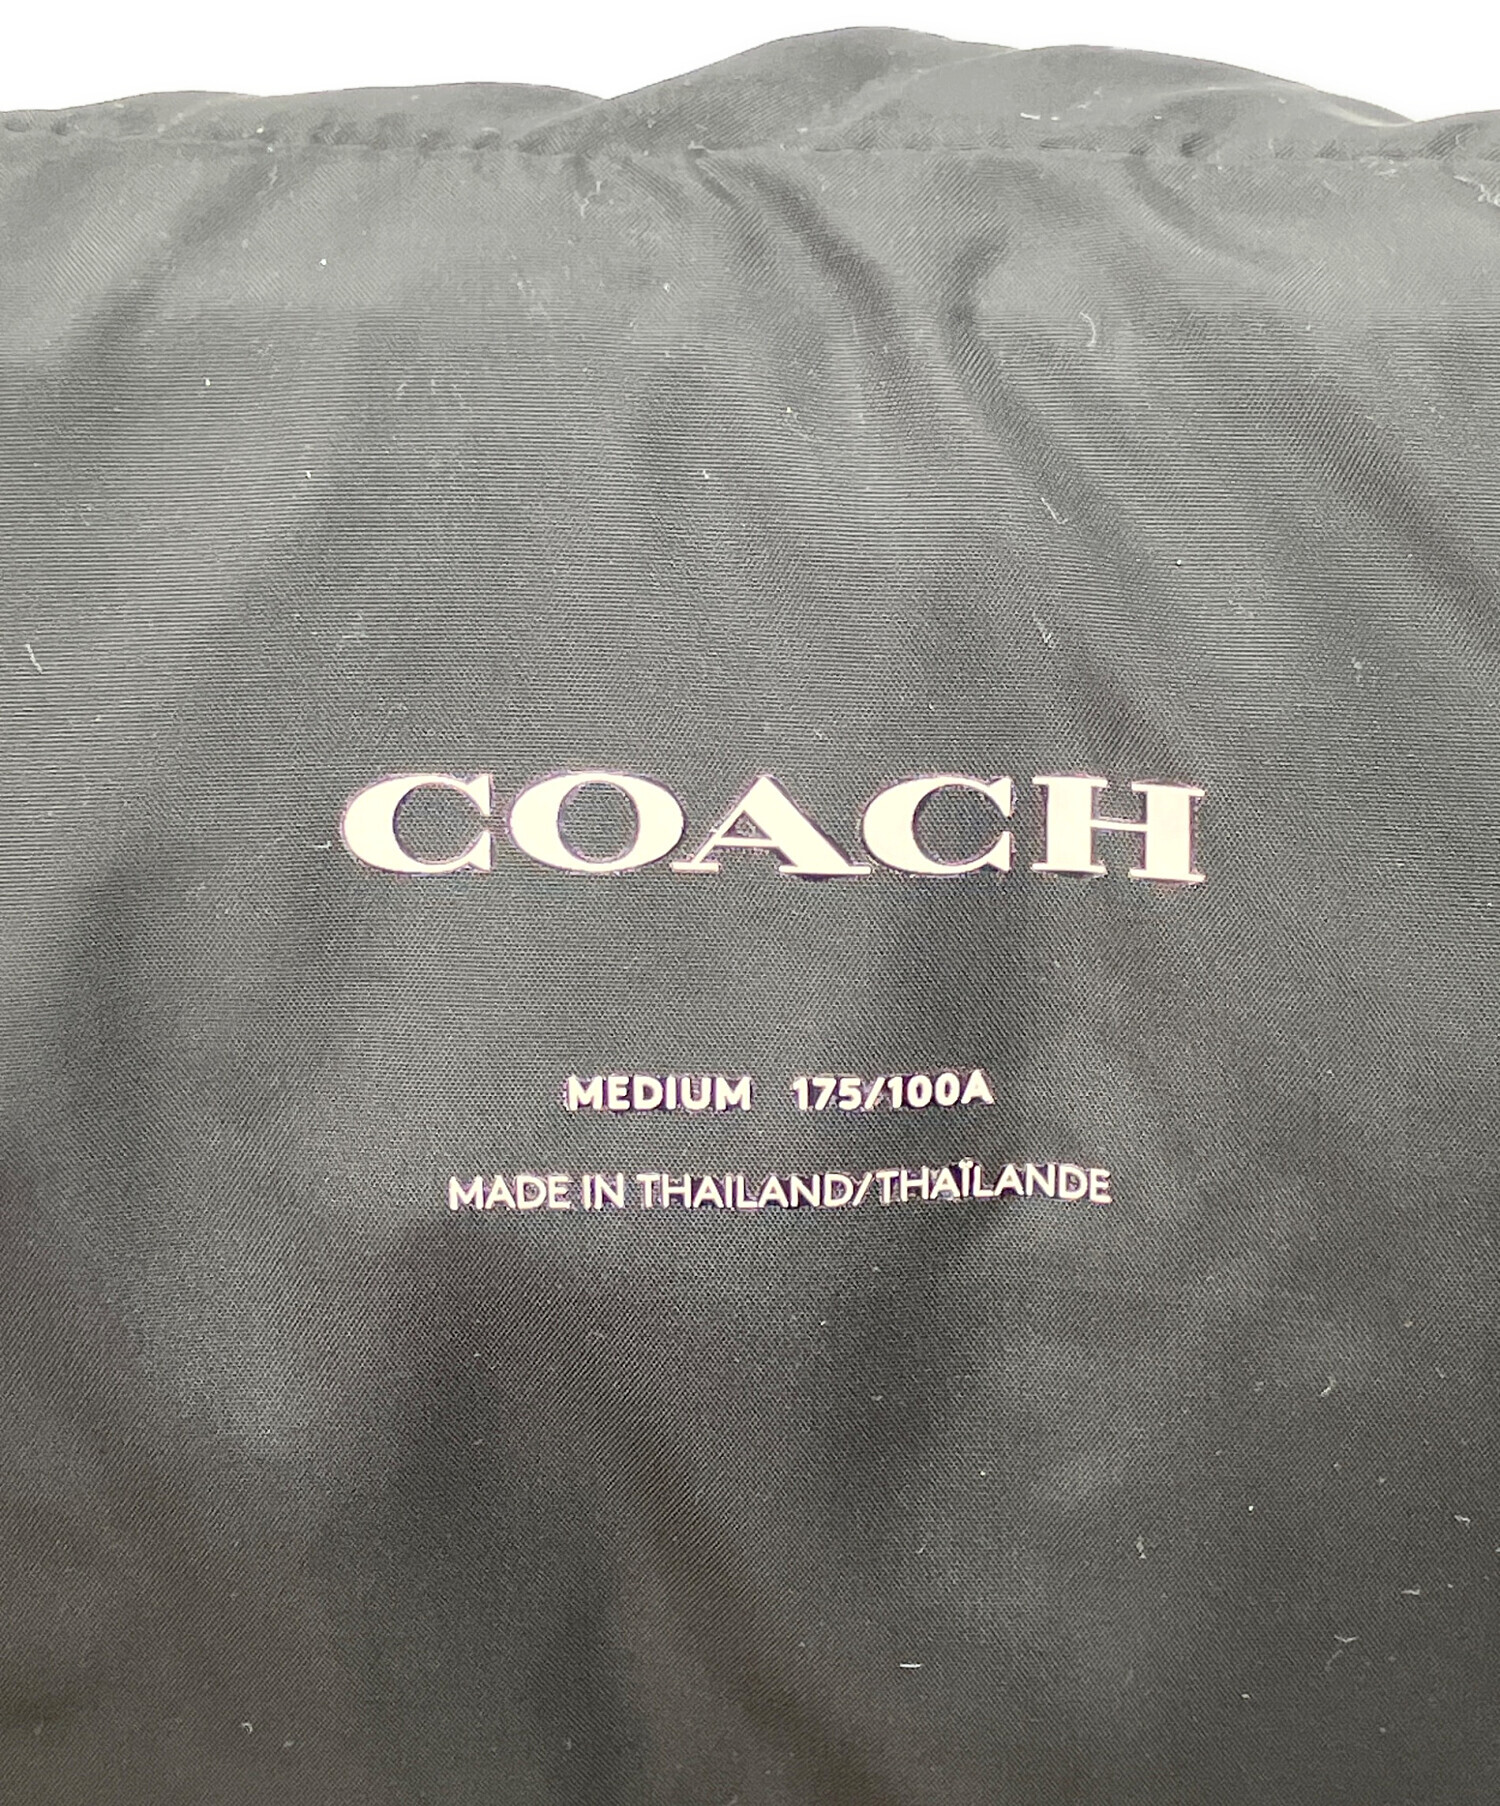 COACH
MEDIUM 175/100A
MADE IN THAILAND/THAÏLANDE